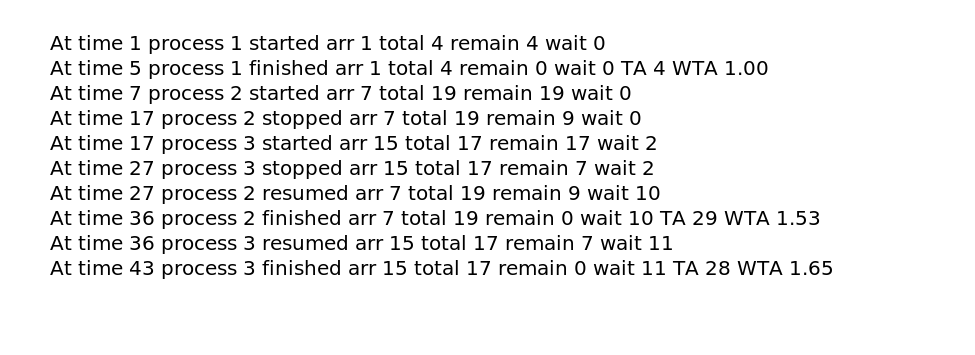 At time 1 process 1 started arr 1 total 4 remain 4 wait 0
At time 5 process 1 finished arr 1 total 4 remain 0 wait 0 TA 4 WTA 1.00
At time 7 process 2 started arr 7 total 19 remain 19 wait 0
At time 17 process 2 stopped arr 7 total 19 remain 9 wait 0
At time 17 process 3 started arr 15 total 17 remain 17 wait 2
At time 27 process 3 stopped arr 15 total 17 remain 7 wait 2
At time 27 process 2 resumed arr 7 total 19 remain 9 wait 10
At time 36 process 2 finished arr 7 total 19 remain 0 wait 10 TA 29 WTA 1.53
At time 36 process 3 resumed arr 15 total 17 remain 7 wait 11
At time 43 process 3 finished arr 15 total 17 remain 0 wait 11 TA 28 WTA 1.65